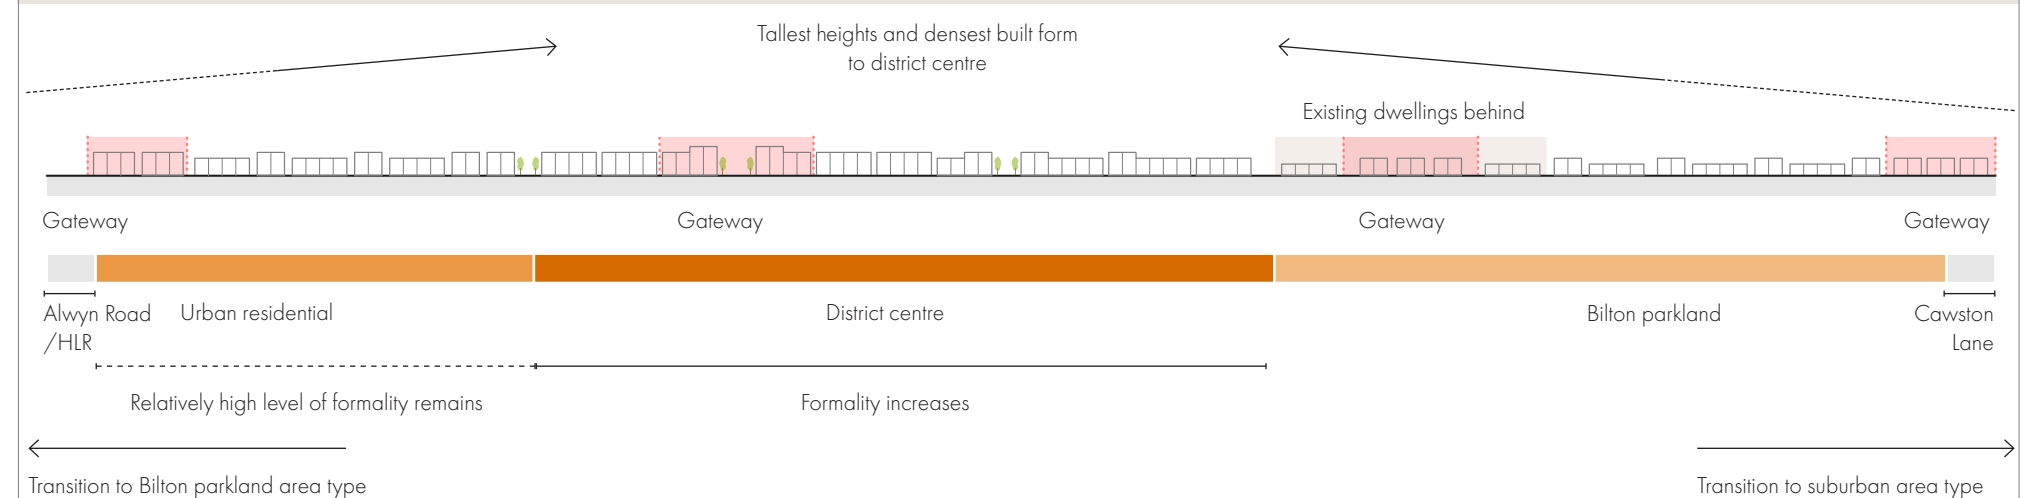 Tallest heights and densest built form
to district centre
Existing dwellings behind
Gateway
Gateway
Gateway
Gateway
Alwyn Road
/HLR
Urban residential
District centre
Bilton parkland
Cawston
Lane
Relatively high level of formality remains
Formality increases
Transition to Bilton parkland area type
Transition to suburban area type